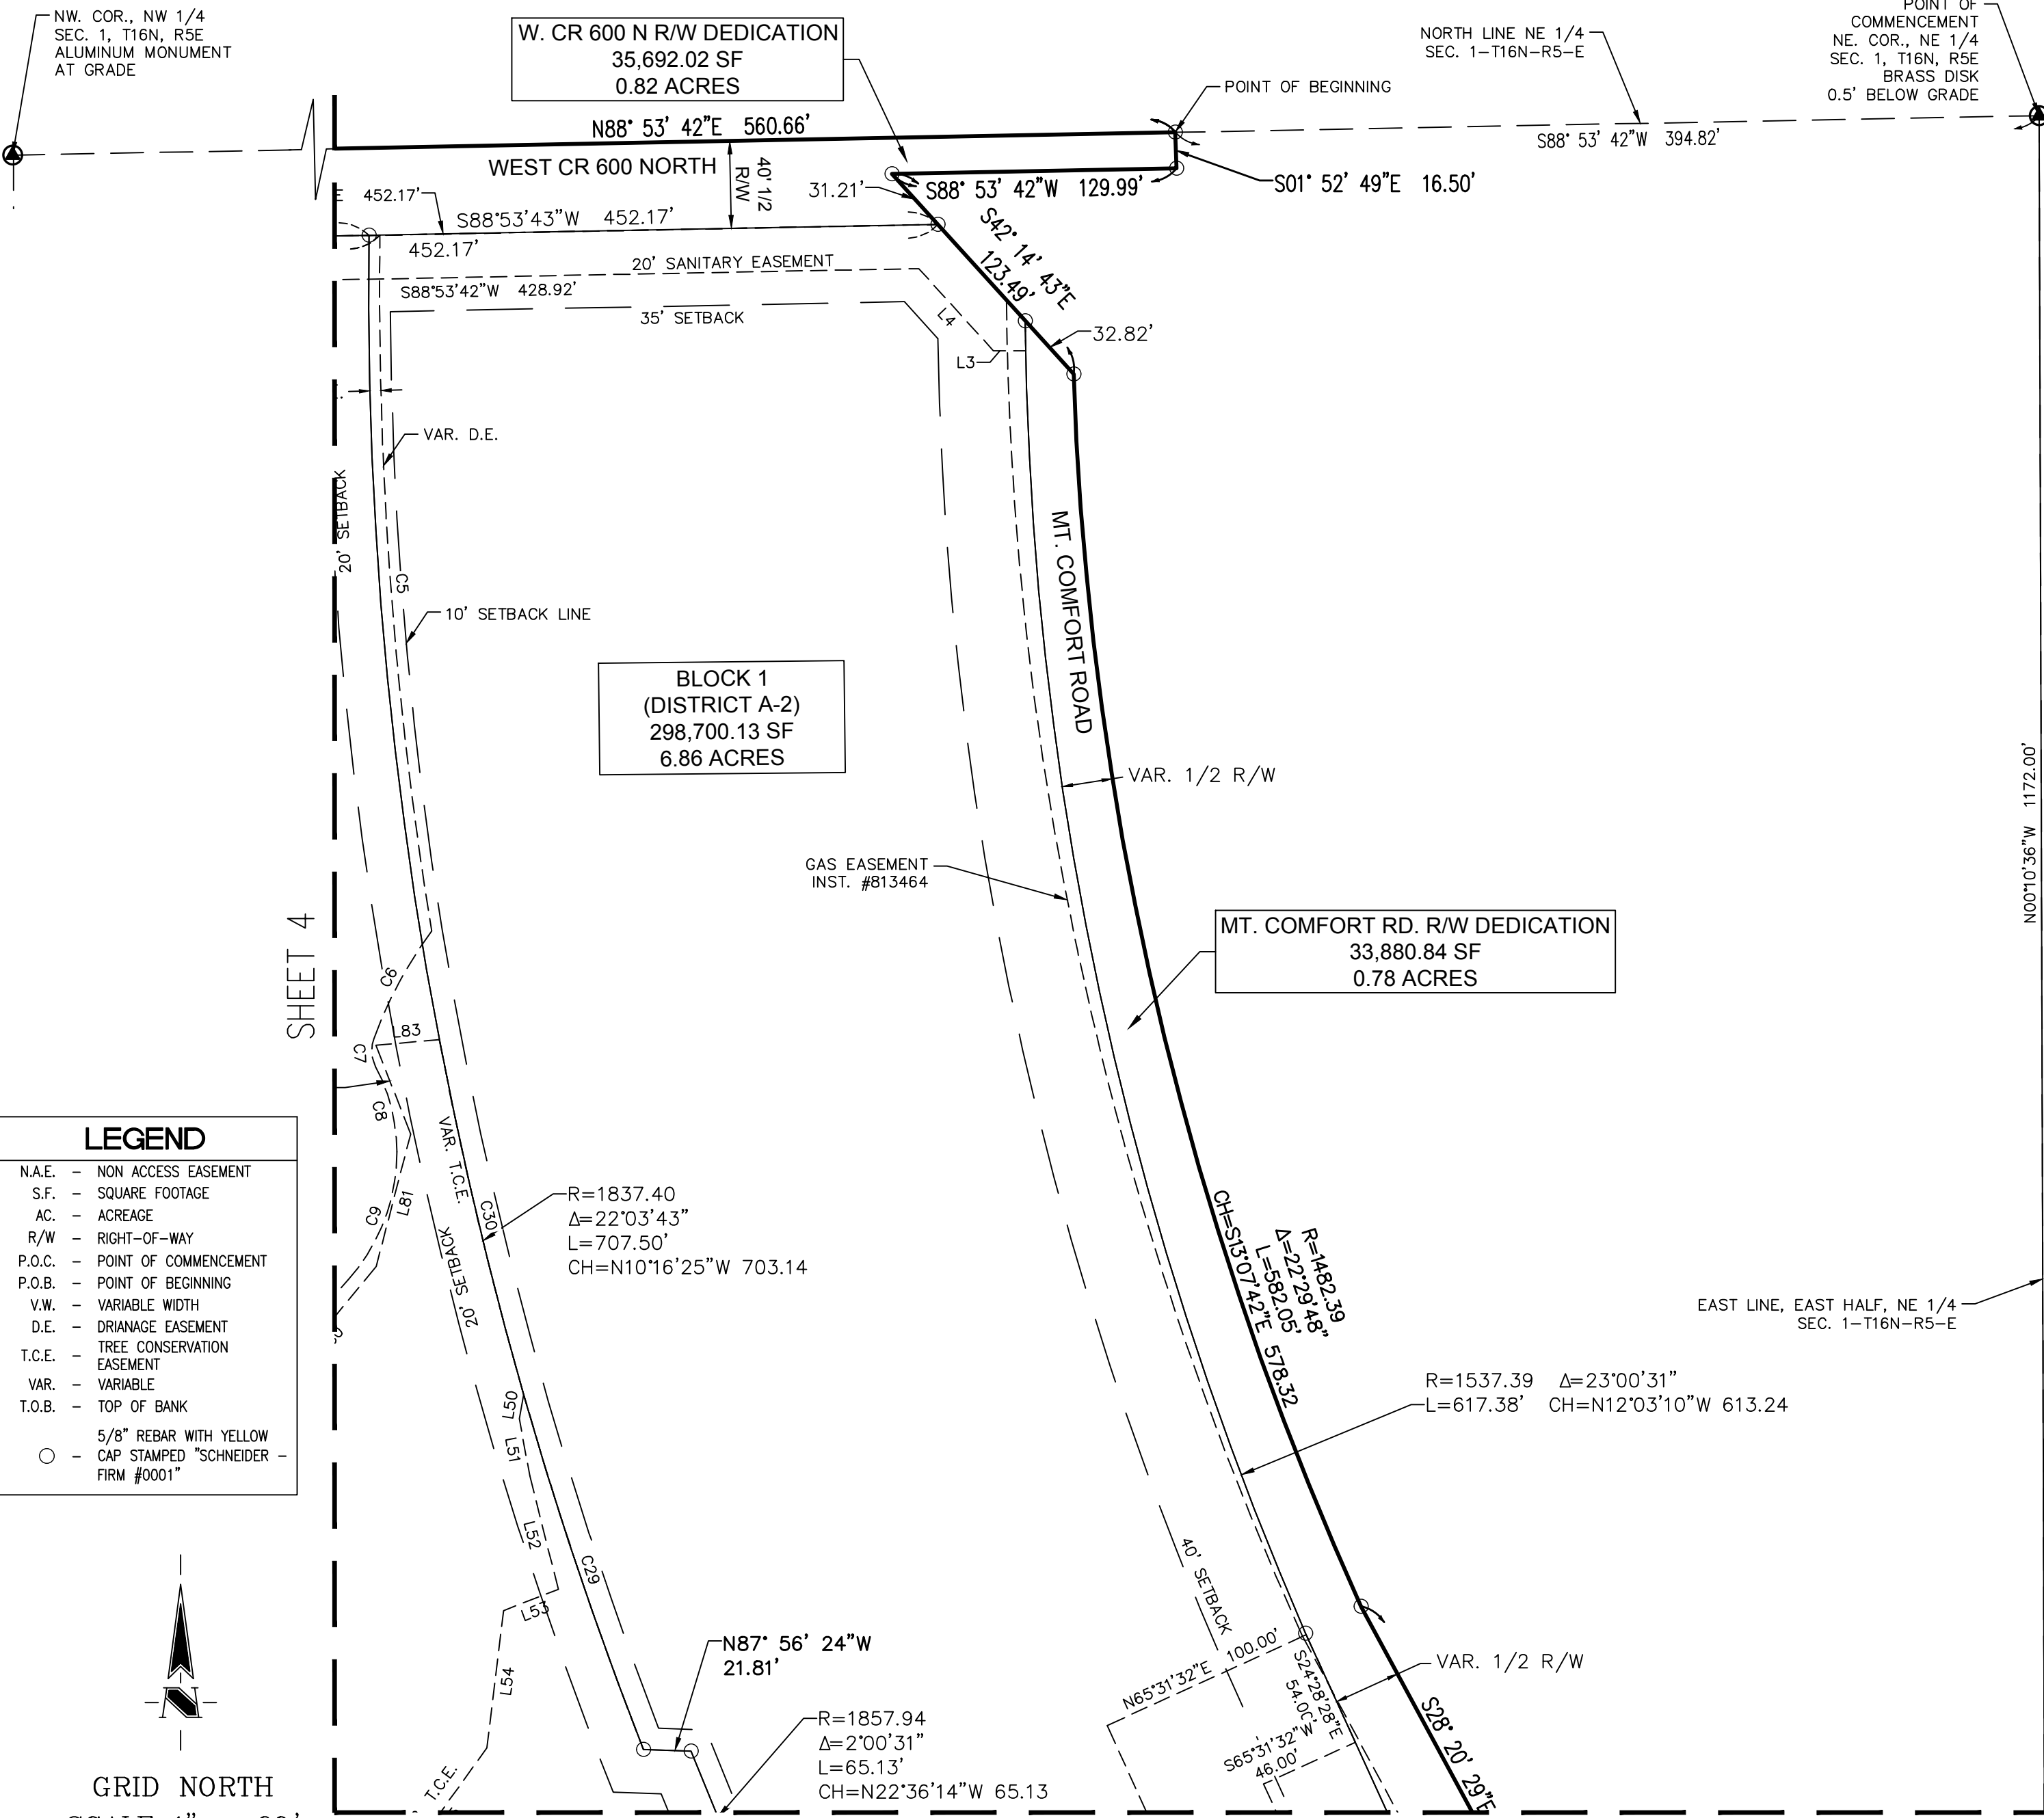 NW. COR., NW 1/4
SEC. 1, T16N, R5E
ALUMINUM MONUMENT
AT GRADE
W. CR 600 N R/W DEDICATION
35,692.02 SF
0.82 ACRES
NORTH LINE NE 1/4
SEC. 1-T16N-R5-E
POINT OF
COMMENCEMENT
NE. COR., NE 1/4
SEC. 1, T16N, R5E
BRASS DISK
0.5' BELOW GRADE
POINT OF BEGINNING
N88° 53' 42"E 560.66'
S88° 53' 42"W 394.82'
WEST CR 600 NORTH
40' 1/2
R/W
31.21'
S88° 53' 42"W 129.99'
S01° 52' 49"E 16.50'
E 452.17'
S88°53'43"W 452.17'
452.17'
S42° 14' 43"E
123.49'
20' SANITARY EASEMENT
S88°53'42"W 428.92'
35' SETBACK
L4
L3
32.82'
VAR. D.E.
20' SETBACK
C5
10' SETBACK LINE
MT. COMFORT ROAD
BLOCK 1
(DISTRICT A-2)
298,700.13 SF
6.86 ACRES
VAR. 1/2 R/W
N00°10'36"W 1172.00'
GAS EASEMENT
INST. #813464
SHEET 4
MT. COMFORT RD. R/W DEDICATION
33,880.84 SF
0.78 ACRES
C6
L83
C7
C8
VAR. T.C.E.
C9
L81
C30
20' SETBACK
LEGEND
N.A.E. - NON ACCESS EASEMENT
S.F. - SQUARE FOOTAGE
AC. - ACREAGE
R/W - RIGHT-OF-WAY
P.O.C. - POINT OF COMMENCEMENT
P.O.B. - POINT OF BEGINNING
V.W. - VARIABLE WIDTH
D.E. - DRIANAGE EASEMENT
T.C.E. - TREE CONSERVATION
EASEMENT
VAR. - VARIABLE
T.O.B. - TOP OF BANK
5/8" REBAR WITH YELLOW
- CAP STAMPED "SCHNEIDER -
FIRM #0001"
R=1837.40
Δ=22°03'43"
L=707.50'
CH=N10°16'25"W 703.14
R=1482.39
Δ=22°29'48"
L=582.05'
CH=S13°07'42"E 578.32
EAST LINE, EAST HALF, NE 1/4
SEC. 1-T16N-R5-E
R=1537.39 Δ=23°00'31"
L=617.38' CH=N12°03'10"W 613.24
L50
L51
L52
C29
L53
L54
40' SETBACK
N87° 56' 24"W
21.81'
N65°31'32"E 100.00'
S24°28'28"E
54.00'
S65°31'32"W
46.00'
VAR. 1/2 R/W
S28° 20' 29"E
R=1857.94
Δ=2°00'31"
L=65.13'
CH=N22°36'14"W 65.13
T.C.E.
N
GRID NORTH